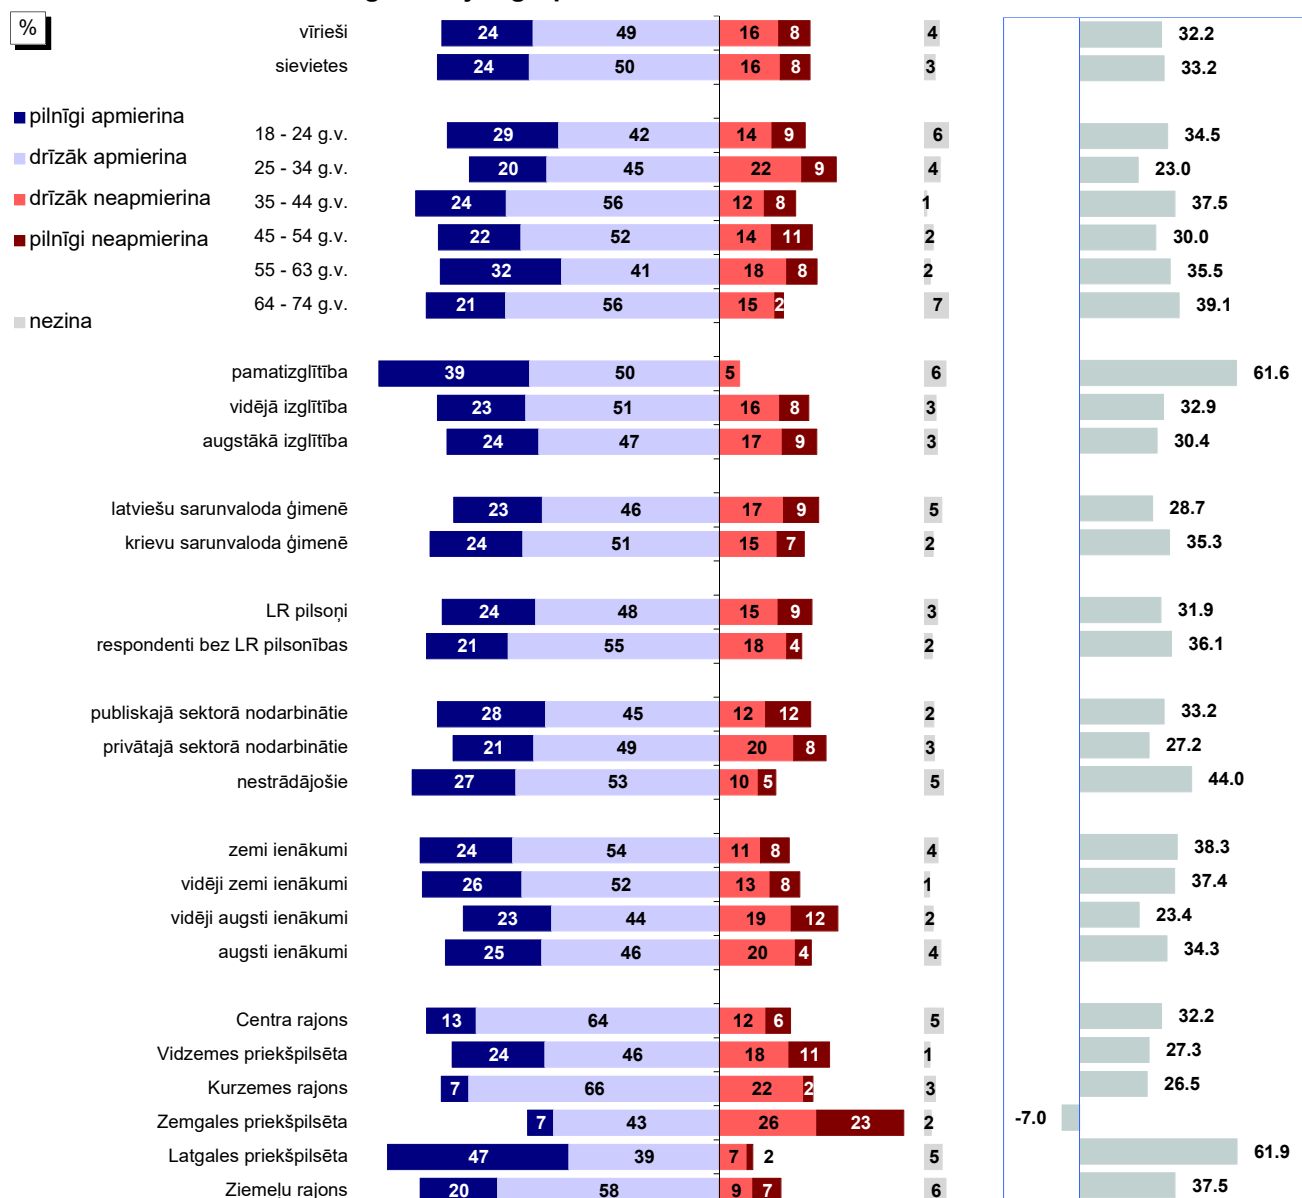 %
pilnīgi apmierina
drīzāk apmierina
drīzāk neapmierina
pilnīgi neapmierina
nezina
vīrieši 24 49 16 8 4 32.2
sievietes 24 50 16 8 3 33.2
18 - 24 g.v. 29 42 14 9 6 34.5
25 - 34 g.v. 20 45 22 9 4 23.0
35 - 44 g.v. 24 56 12 8 1 37.5
45 - 54 g.v. 22 52 14 11 2 30.0
55 - 63 g.v. 32 41 18 8 2 35.5
64 - 74 g.v. 21 56 15 2 7 39.1
pamatizglītība 39 50 5 6 61.6
vidējā izglītība 23 51 16 8 3 32.9
augstākā izglītība 24 47 17 9 3 30.4
latviešu sarunvaloda ģimenē 23 46 17 9 5 28.7
krievu sarunvaloda ģimenē 24 51 15 7 2 35.3
LR pilsoņi 24 48 15 9 3 31.9
respondenti bez LR pilsonības 21 55 18 4 2 36.1
publiskajā sektorā nodarbinātie 28 45 12 12 2 33.2
privātajā sektorā nodarbinātie 21 49 20 8 3 27.2
nestrādājošie 27 53 10 5 5 44.0
zemi ienākumi 24 54 11 8 4 38.3
vidēji zemi ienākumi 26 52 13 8 1 37.4
vidēji augsti ienākumi 23 44 19 12 2 23.4
augsti ienākumi 25 46 20 4 4 34.3
Centra rajons 13 64 12 6 5 32.2
Vidzemes priekšpilsēta 24 46 18 11 1 27.3
Kurzemes rajons 7 66 22 2 3 26.5
Zemgales priekšpilsēta 7 43 26 23 2 -7.0
Latgales priekšpilsēta 47 39 7 2 5 61.9
Ziemeļu rajons 20 58 9 7 6 37.5